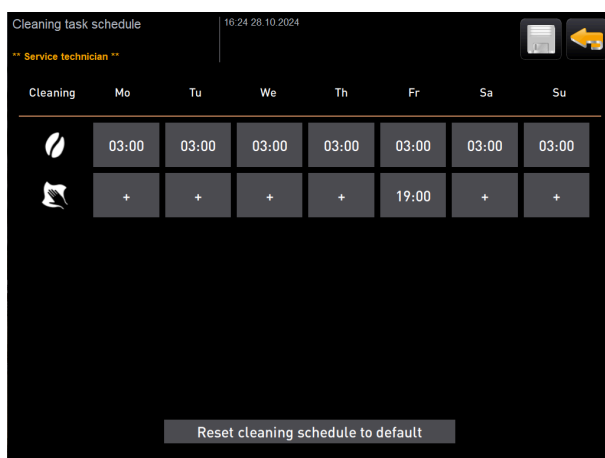 Cleaning task schedule
16:24 28.10.2024
** Service technician **
Cleaning Mo Tu We Th Fr Sa Su
03:00 03:00 03:00 03:00 03:00 03:00 03:00
+ + + + 19:00 + +
Reset cleaning schedule to default